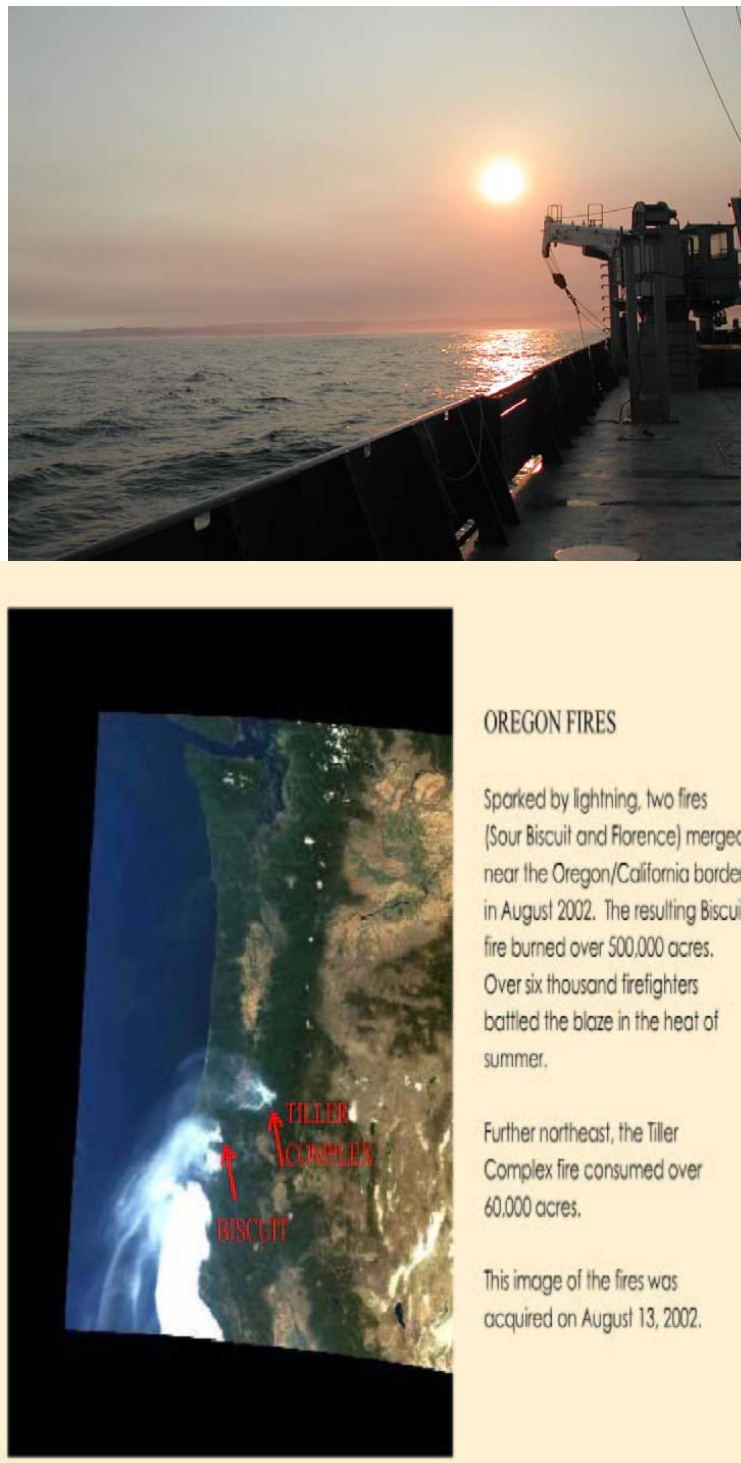 OREGON FIRES
Sparked by lightning, two fires
(Sour Biscuit and Florence) merged
near the Oregon/California border
in August 2002. The resulting Biscui
fire burned over 500,000 acres.
Over six thousand firefighters
battled the blaze in the heat of
summer.
Further northeast, the Tiller
Complex fire consumed over
60,000 acres.
This image of the fires was
acquired on August 13, 2002.
TILLER
COMPLEX
BISCUIT